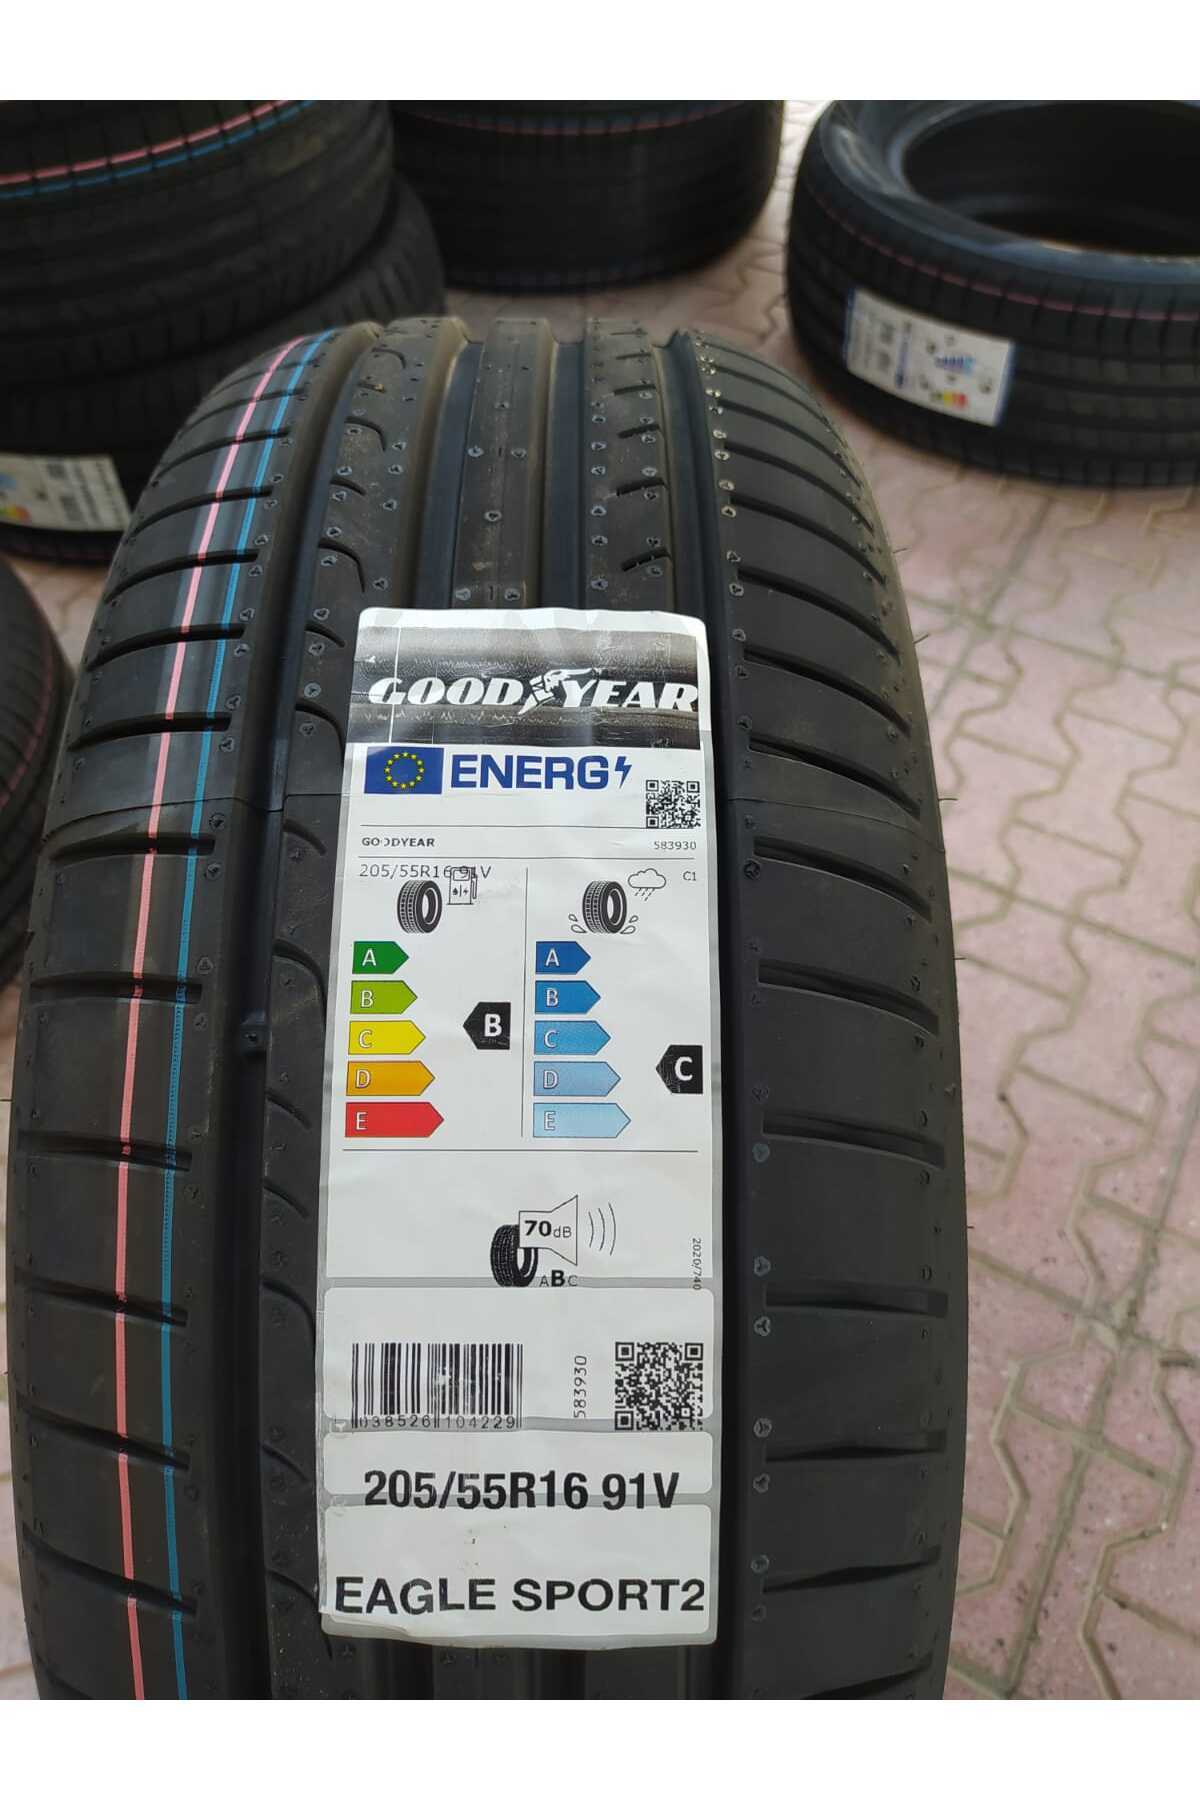 GOODYEAR
ENERG
GOODYEAR 583930
205/55R16 91V C1
A A
B B B
C C C
D D
E E
70dB
ABC
2020/740
038526 104229
583930
205/55R16 91V
EAGLE SPORT2